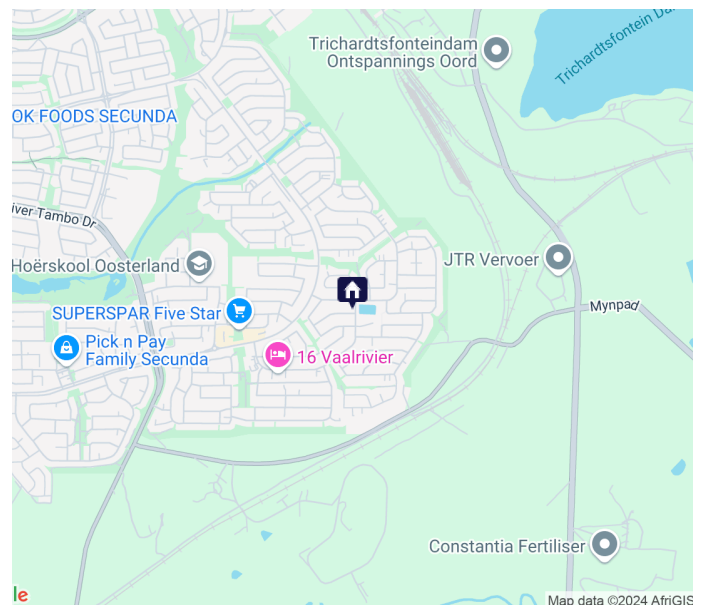 Trichardtsfonteindam
Ontspannings Oord
Trichardtsfontein Da
OK FOODS SECUNDA
iver Tambo Dr
Hoërskool Oosterland
JTR Vervoer
SUPERSPAR Five Star
Mynpad
Pick n Pay
Family Secunda
16 Vaalrivier
Constantia Fertiliser
le
Map data ©2024 AfriGIS